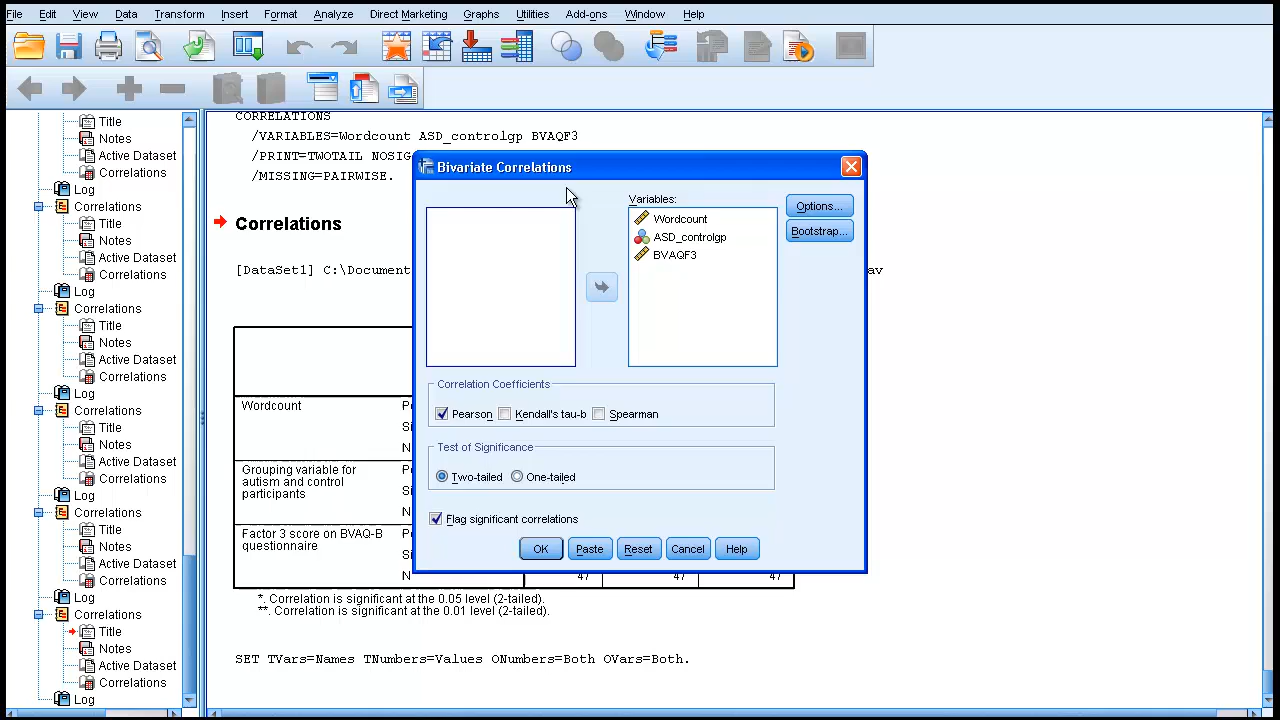 File Edit View Data Transform Insert Format Analyze Direct Marketing Graphs Utilities Add-ons Window Help
Title
Notes
Active Dataset
Correlations
Log
Correlations
Title
Notes
Active Dataset
Correlations
Log
Correlations
Title
Notes
Active Dataset
Correlations
Log
Correlations
Title
Notes
Active Dataset
Correlations
Log
Correlations
Title
Notes
Active Dataset
Correlations
Log
Correlations
Title
Notes
Active Dataset
Correlations
Log
CORRELATIONS
/VARIABLES=Wordcount ASD_controlgp BVAQF3
/PRINT=TWOTAIL NOSIG
/MISSING=PAIRWISE.
Correlations
[DataSet1] C:\Document
av
Wordcount
N
Grouping variable for
autism and control
participants
N
Factor 3 score on BVAQ-B
questionnaire
N 47 47 47
*. Correlation is significant at the 0.05 level (2-tailed).
**. Correlation is significant at the 0.01 level (2-tailed).
SET TVars=Names TNumbers=Values ONumbers=Both OVars=Both.
Bivariate Correlations
Variables:
Wordcount
ASD_controlgp
BVAQF3
Options...
Bootstrap...
Correlation Coefficients
Pearson Kendall's tau-b Spearman
Test of Significance
Two-tailed One-tailed
Flag significant correlations
OK Paste Reset Cancel Help